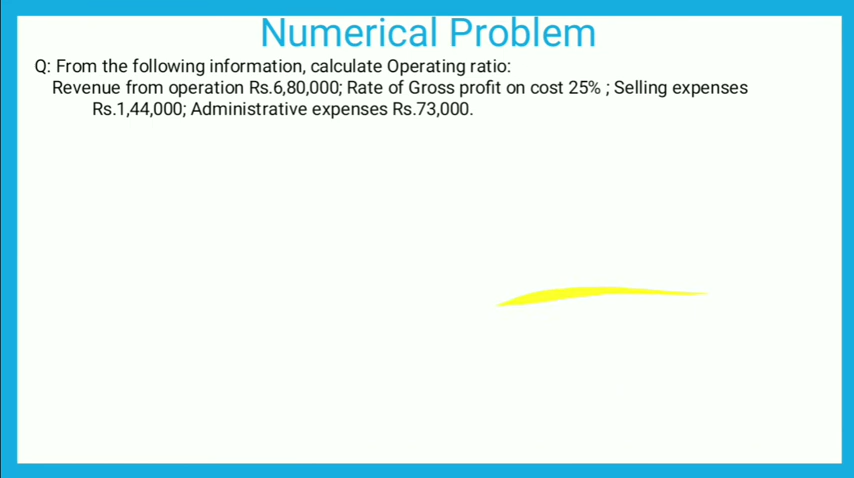 Numerical Problem
Q: From the following information, calculate Operating ratio:
Revenue from operation Rs.6,80,000; Rate of Gross profit on cost 25% ; Selling expenses
Rs.1,44,000; Administrative expenses Rs.73,000.